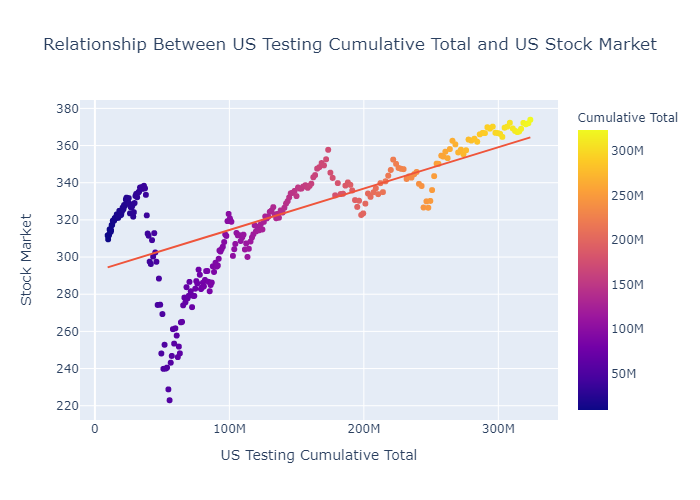 Relationship Between US Testing Cumulative Total and US Stock Market
Cumulative Total
380
360
340
320
300
280
260
240
220
Stock Market
0
100M
200M
300M
US Testing Cumulative Total
300M
250M
200M
150M
100M
50M